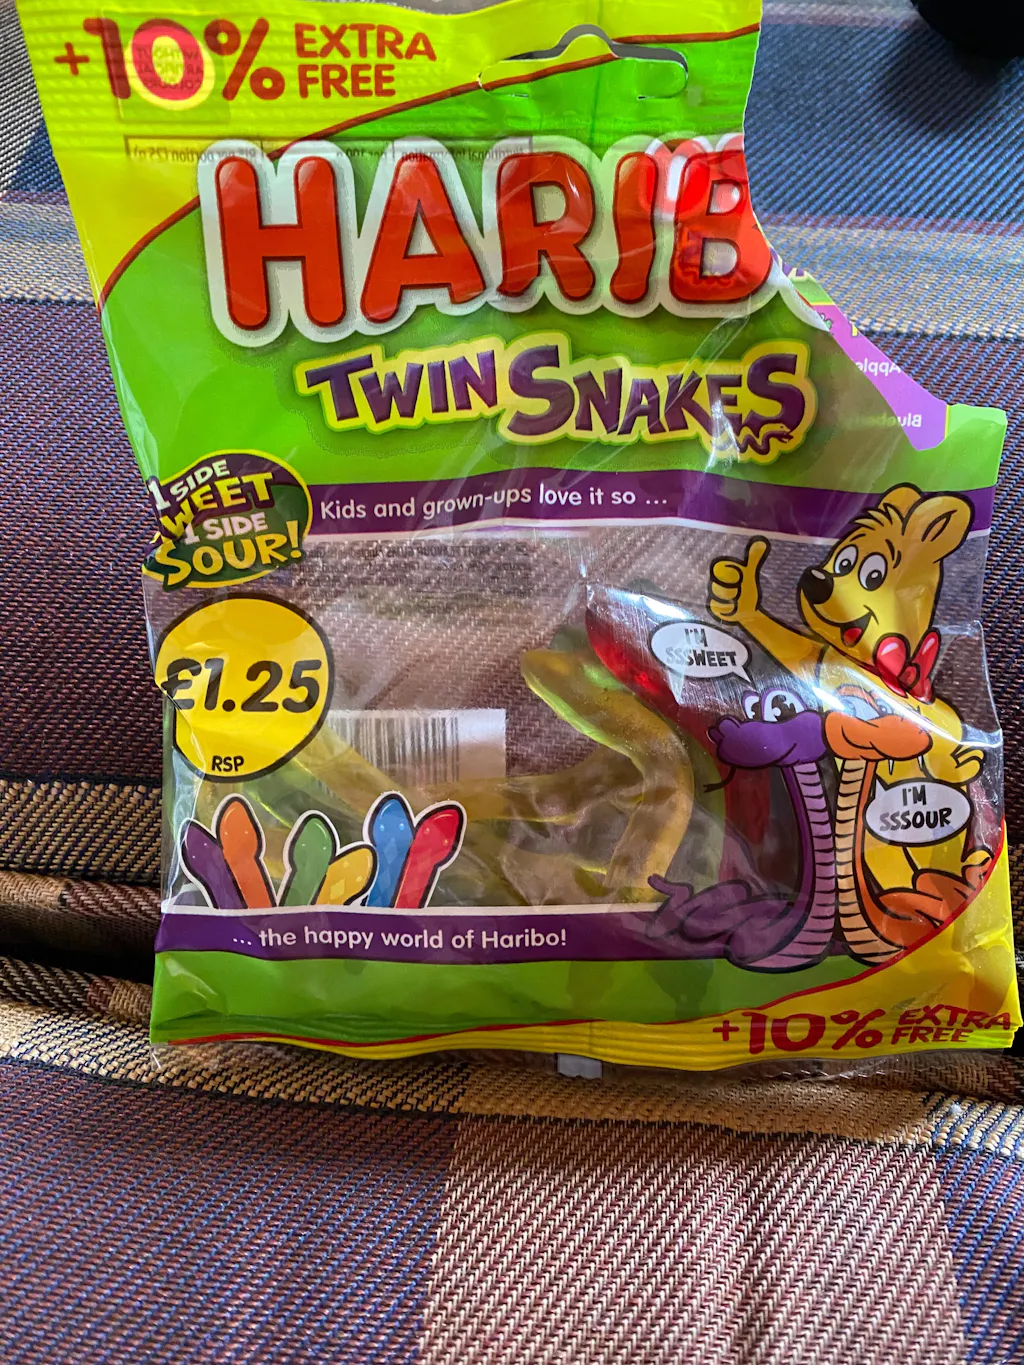 +10% EXTRA
FREE
HARIB
TWIN SNAKES
1 SIDE
SWEET
1 SIDE
SOUR!
Kids and grown-ups love it so ...
£1.25
RSP
I'M
SSSWEET
I'M
SSSOUR
... the happy world of Haribo!
+10% EXTRA
FREE